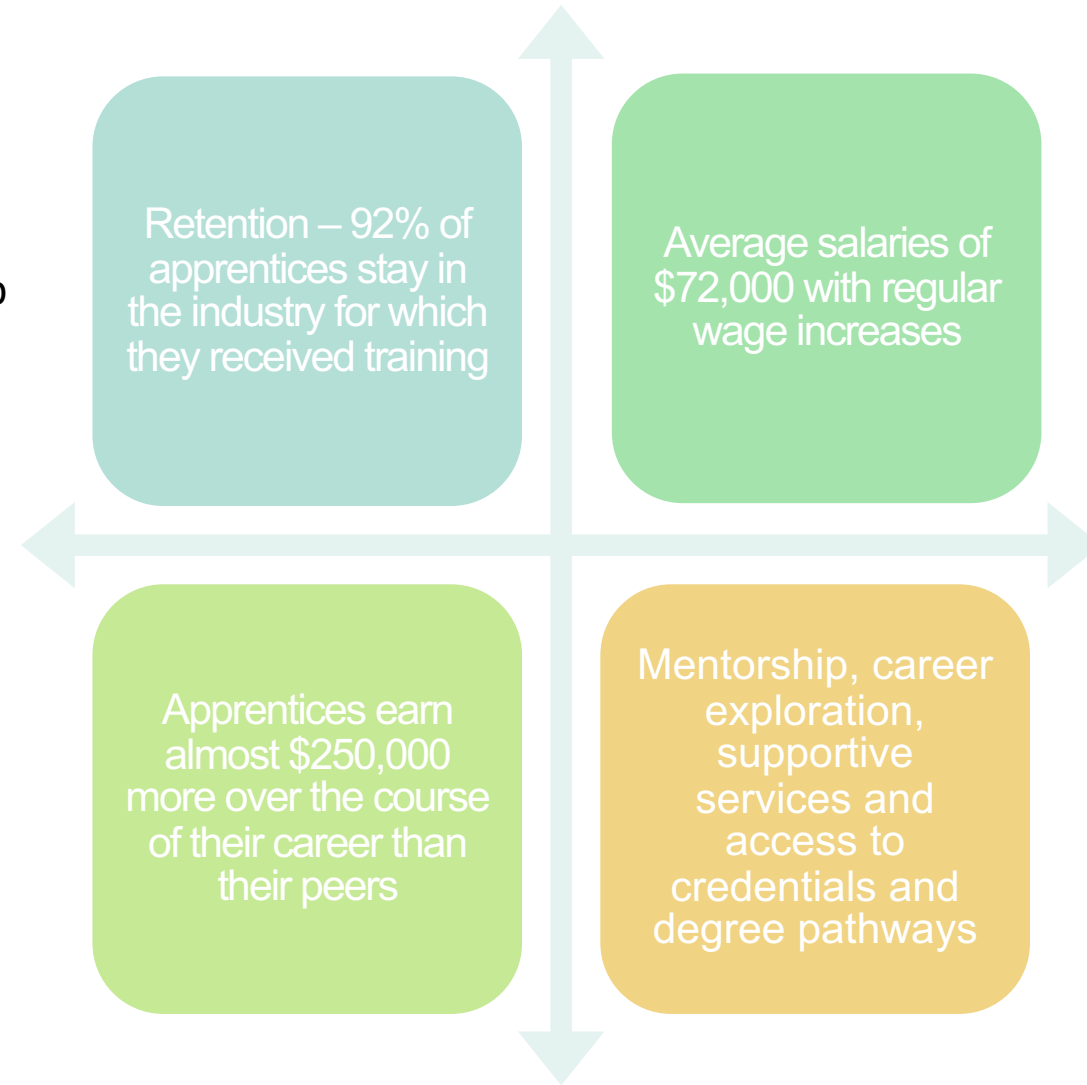 Retention – 92% of
apprentices stay in
the industry for which
they received training
Average salaries of
$72,000 with regular
wage increases
Apprentices earn
almost $250,000
more over the course
of their career than
their peers
Mentorship, career
exploration,
supportive
services and
access to
credentials and
degree pathways